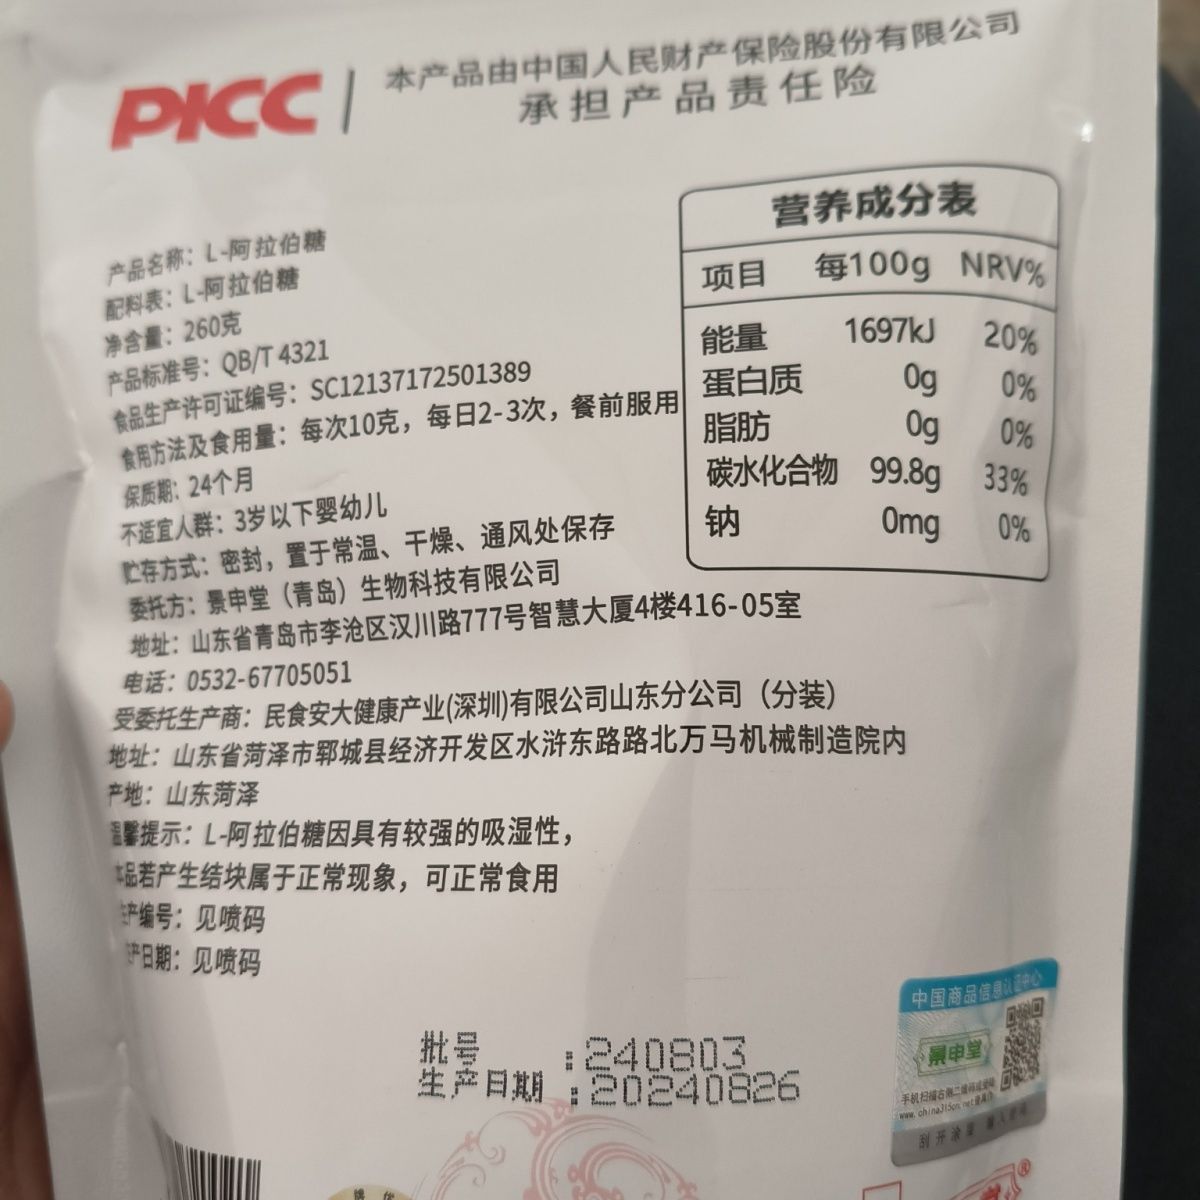 PICC
本产品由中国人民财产保险股份有限公司
承担产品责任险
产品名称：L-阿拉伯糖
配料表：L-阿拉伯糖
净含量：260克
产品标准号：QB/T 4321
食品生产许可证编号：SC12137172501389
食用方法及食用量：每次10克，每日2-3次，餐前服用
保质期：24个月
不适宜人群：3岁以下婴幼儿
贮存方式：密封，置于常温、干燥、通风处保存
委托方：景申堂（青岛）生物科技有限公司
地址：山东省青岛市李沧区汉川路777号智慧大厦4楼416-05室
电话：0532-67705051
受委托生产商：民食安大健康产业(深圳)有限公司山东分公司（分装）
地址：山东省菏泽市郓城县经济开发区水浒东路路北万马机械制造院内
产地：山东菏泽
温馨提示：L-阿拉伯糖因具有较强的吸湿性，
本品若产生结块属于正常现象，可正常食用
生产编号：见喷码
生产日期：见喷码
营养成分表
项目 每100g NRV%
能量 1697kJ 20%
蛋白质 0g 0%
脂肪 0g 0%
碳水化合物 99.8g 33%
钠 0mg 0%
批号 :240803
生产日期 :20240826
中国商品信息认证中心
景申堂
手机扫描右侧二维码或登陆
刮开涂层